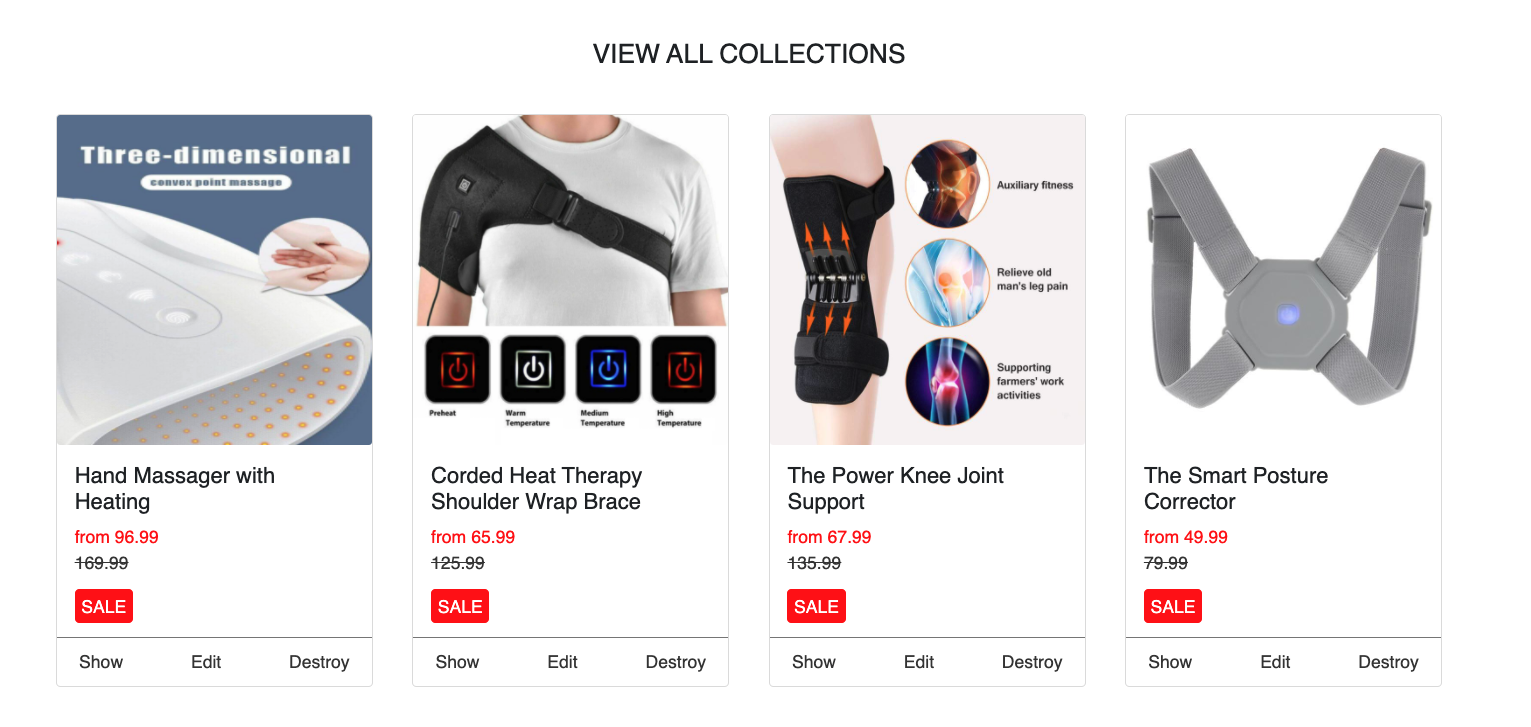 VIEW ALL COLLECTIONS
Three-dimensional
convex point massage
Hand Massager with
Heating
from 96.99
169.99
SALE
Show Edit Destroy
Preheat
Warm
Temperature
Medium
Temperature
High
Temperature
Corded Heat Therapy
Shoulder Wrap Brace
from 65.99
125.99
SALE
Show Edit Destroy
Auxiliary fitness
Relieve old
man's leg pain
Supporting
farmers' work
activities
The Power Knee Joint
Support
from 67.99
135.99
SALE
Show Edit Destroy
The Smart Posture
Corrector
from 49.99
79.99
SALE
Show Edit Destroy